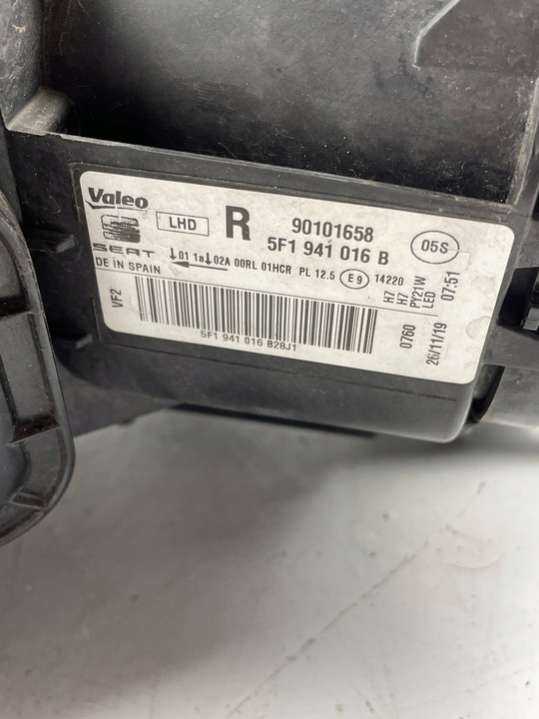 Valeo
LHD
R
90101658
5F1 941 016 B
05S
SEAT
DE IN SPAIN
01 1a 02A 00RL 01HCR PL 12.5 E9 14220
H7
H7
PY21W
LED
07:51
VF2
5F1 941 016 B28J1
0760
26/11/19